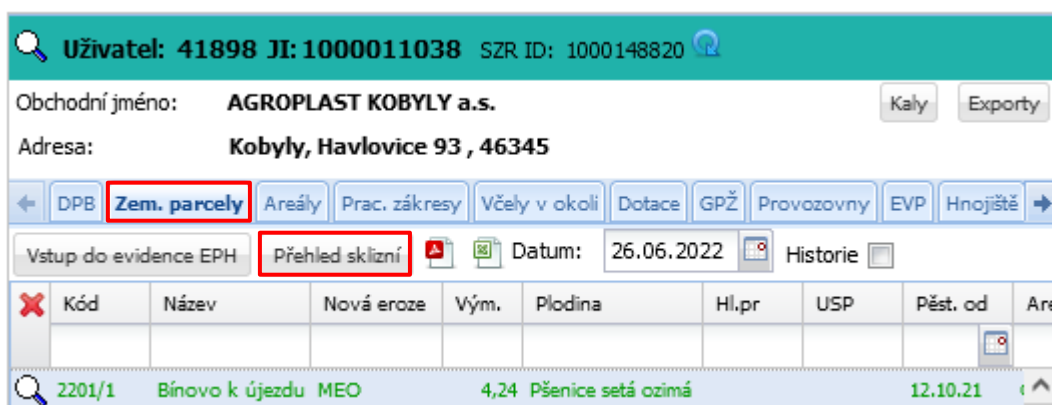 Uživatel: 41898 JI: 1000011038 SZR ID: 1000148820
Obchodní jméno: AGROPLAST KOBYLY a.s. Kaly Exporty
Adresa: Kobyly, Havlovice 93 , 46345
DPB Zem. parcely Areály Prac. zákresy Včely v okolí Dotace GPŽ Provozovny EVP Hnojiště
Vstup do evidence EPH Přehled sklizní Datum: 26.06.2022 Historie
Kód Název Nová eroze Vým. Plodina Hl.pr USP Pěst. od Are
2201/1 Bínovo k újezdu MEO 4,24 Pšenice setá ozimá 12.10.21